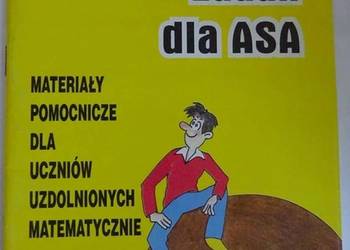 dla ASA
MATERIAŁY
POMOCNICZE
DLA
UCZNIÓW
UZDOLNIONYCH
MATEMATYCZNIE